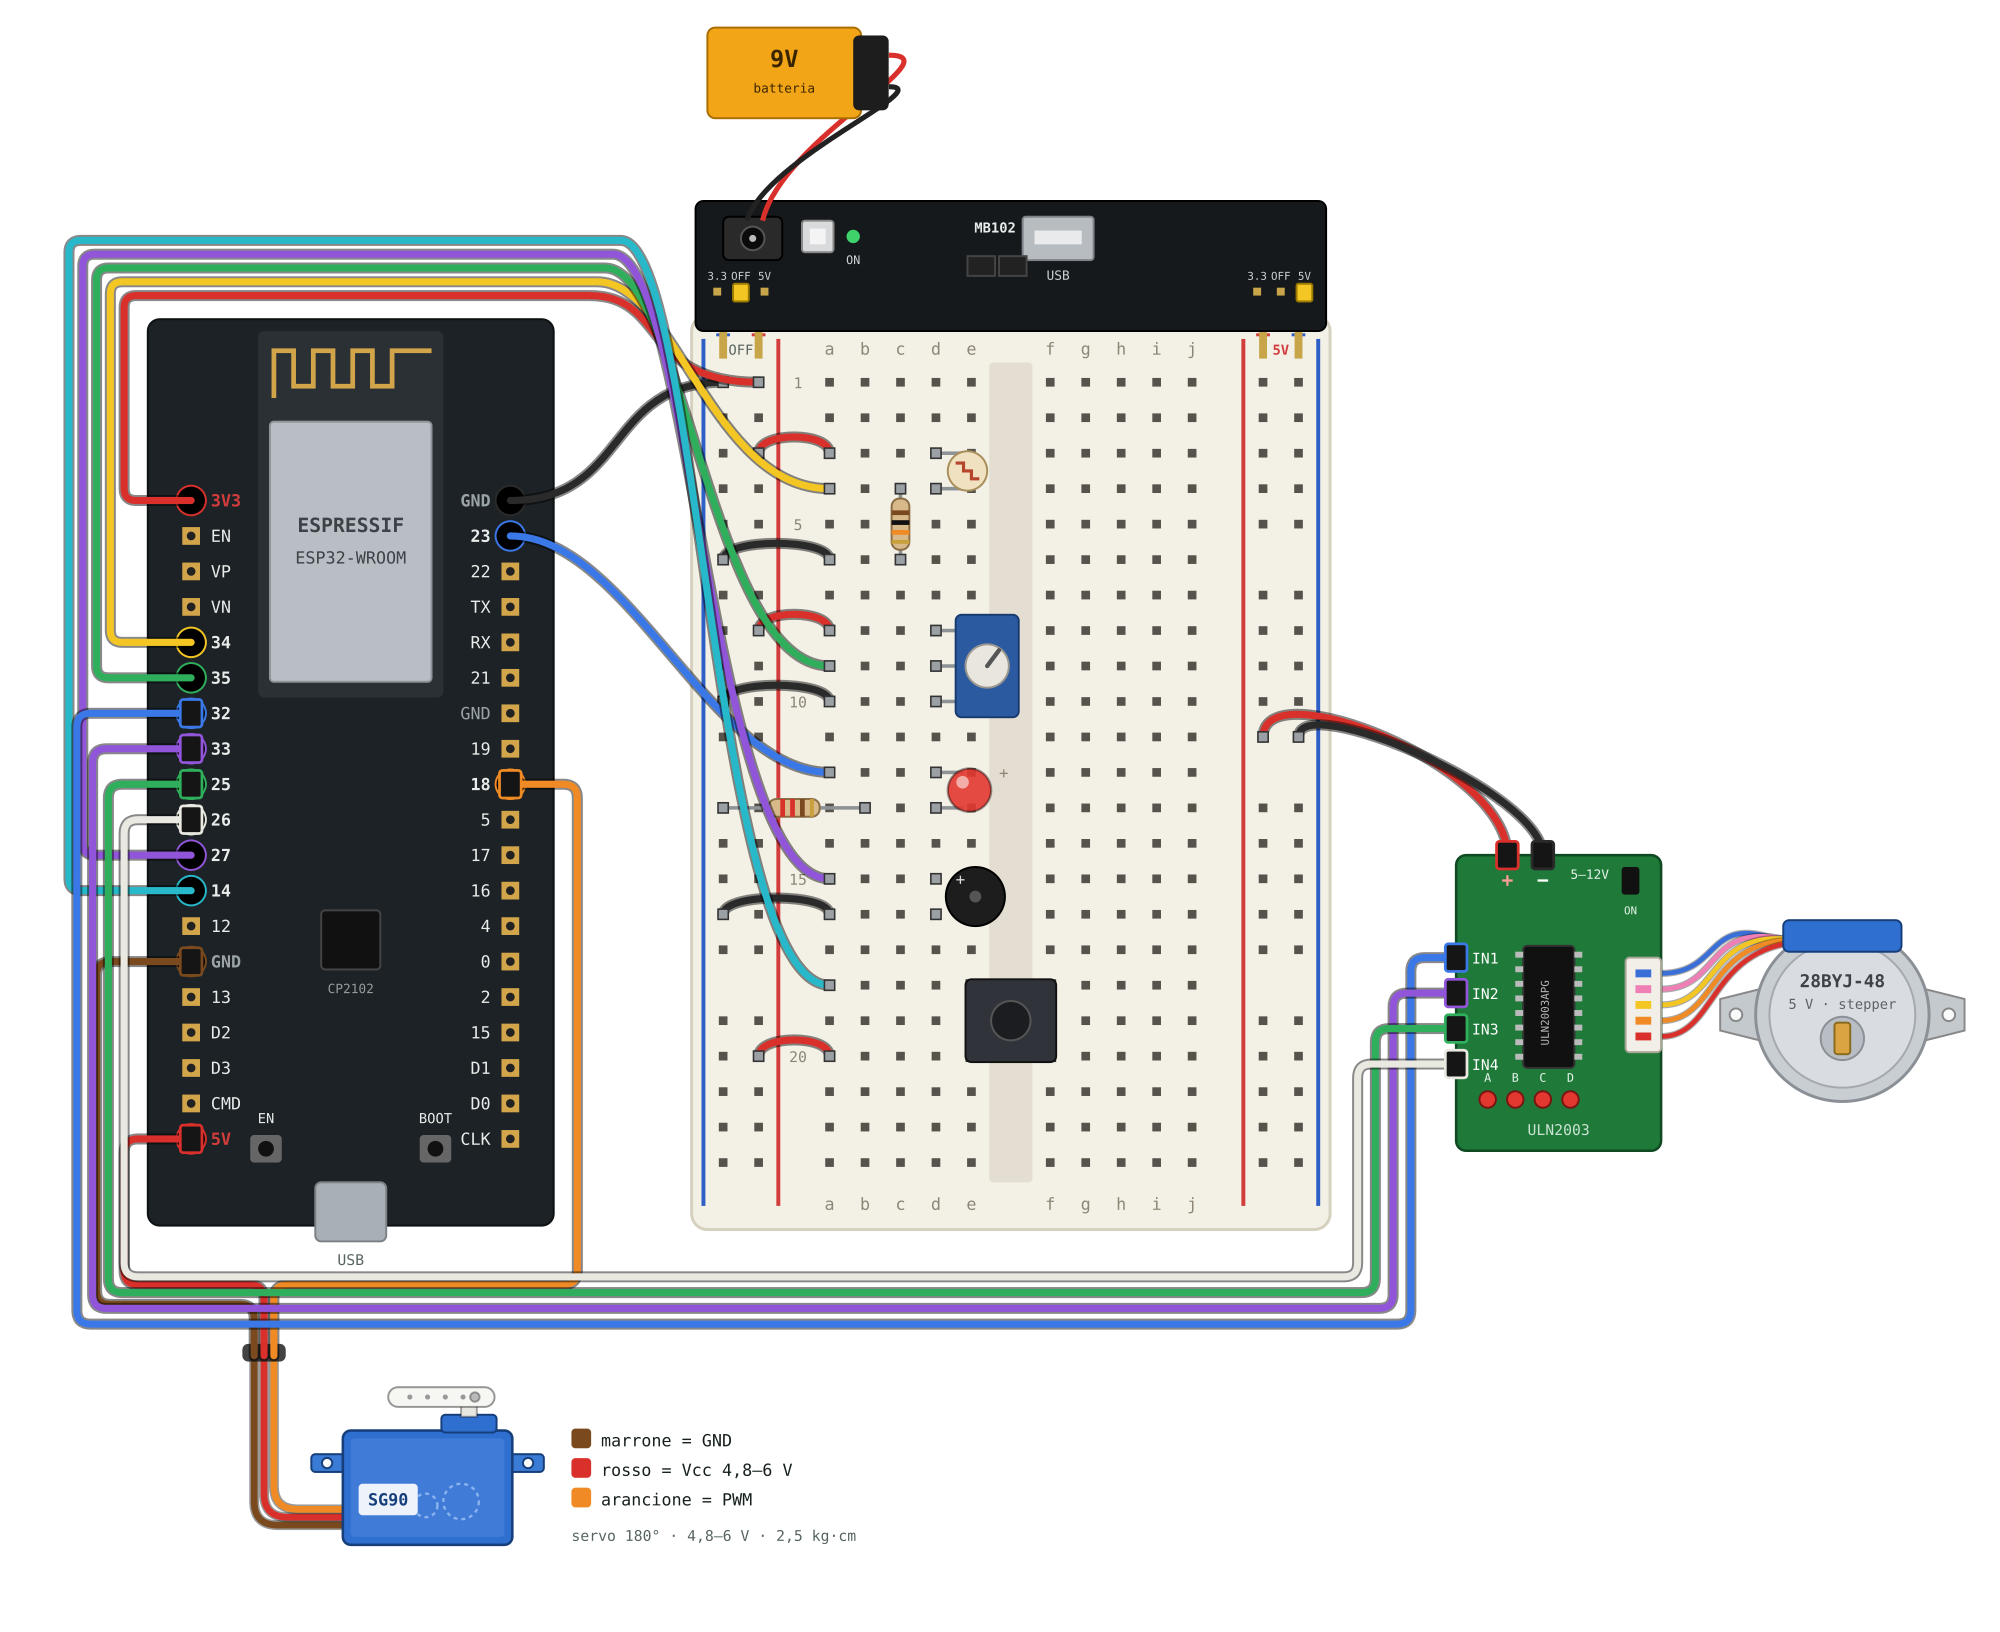 9V
batteria
MB102
ON
USB
3.3 OFF 5V
3.3 OFF 5V
OFF
a b c d e f g h i j
5V
1
5
10
+
15
+
20
a b c d e f g h i j
ESPRESSIF
ESP32-WROOM
3V3
EN
VP
VN
34
35
32
33
25
26
27
14
12
GND
13
D2
D3
CMD
5V
GND
23
22
TX
RX
21
GND
19
18
5
17
16
4
0
2
15
D1
D0
CLK
CP2102
EN
BOOT
USB
+ −
5–12V
ON
IN1
IN2
IN3
IN4
ULN2003APG
A B C D
ULN2003
28BYJ-48
5 V · stepper
SG90
marrone = GND
rosso = Vcc 4,8–6 V
arancione = PWM
servo 180° · 4,8–6 V · 2,5 kg·cm